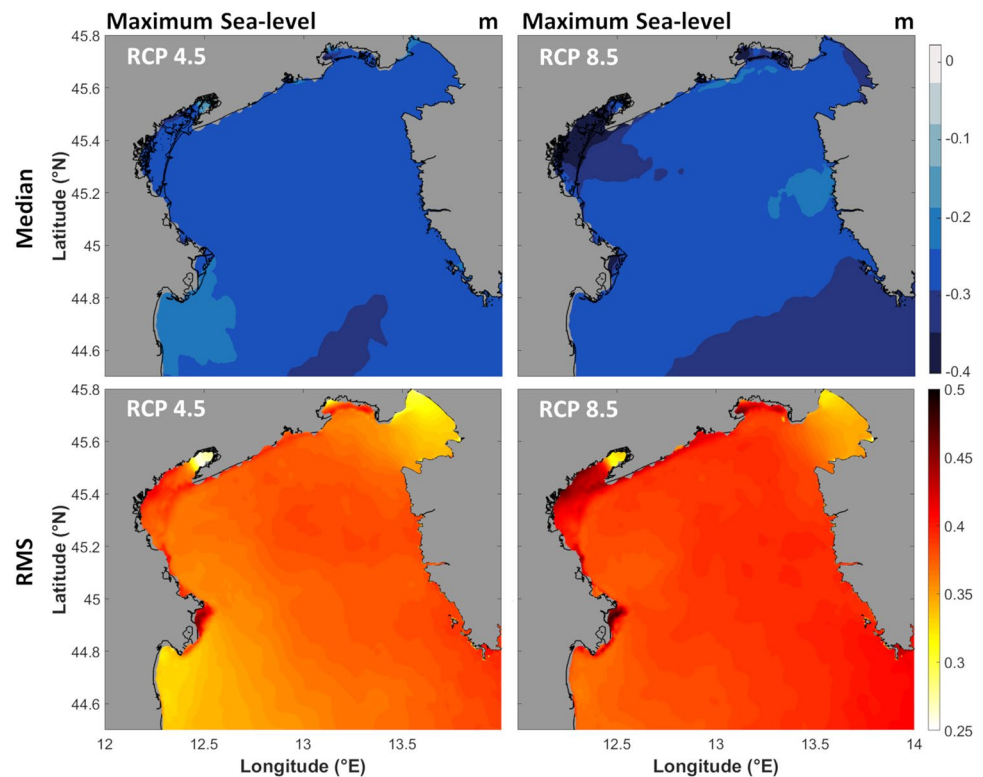 Maximum Sea-level m Maximum Sea-level m
45.8
RCP 4.5 RCP 8.5
0
45.6
-0.1
45.4
Median
Latitude (°N)
45.2
-0.2
45
-0.3
44.8
44.6
-0.4
45.8 0.5
RCP 4.5 RCP 8.5
45.6
0.45
45.4
0.4
RMS
Latitude (°N)
45.2
45
0.35
44.8
0.3
44.6
0.25
12 12.5 13 13.5 12.5 13 13.5 14
Longitude (°E) Longitude (°E)